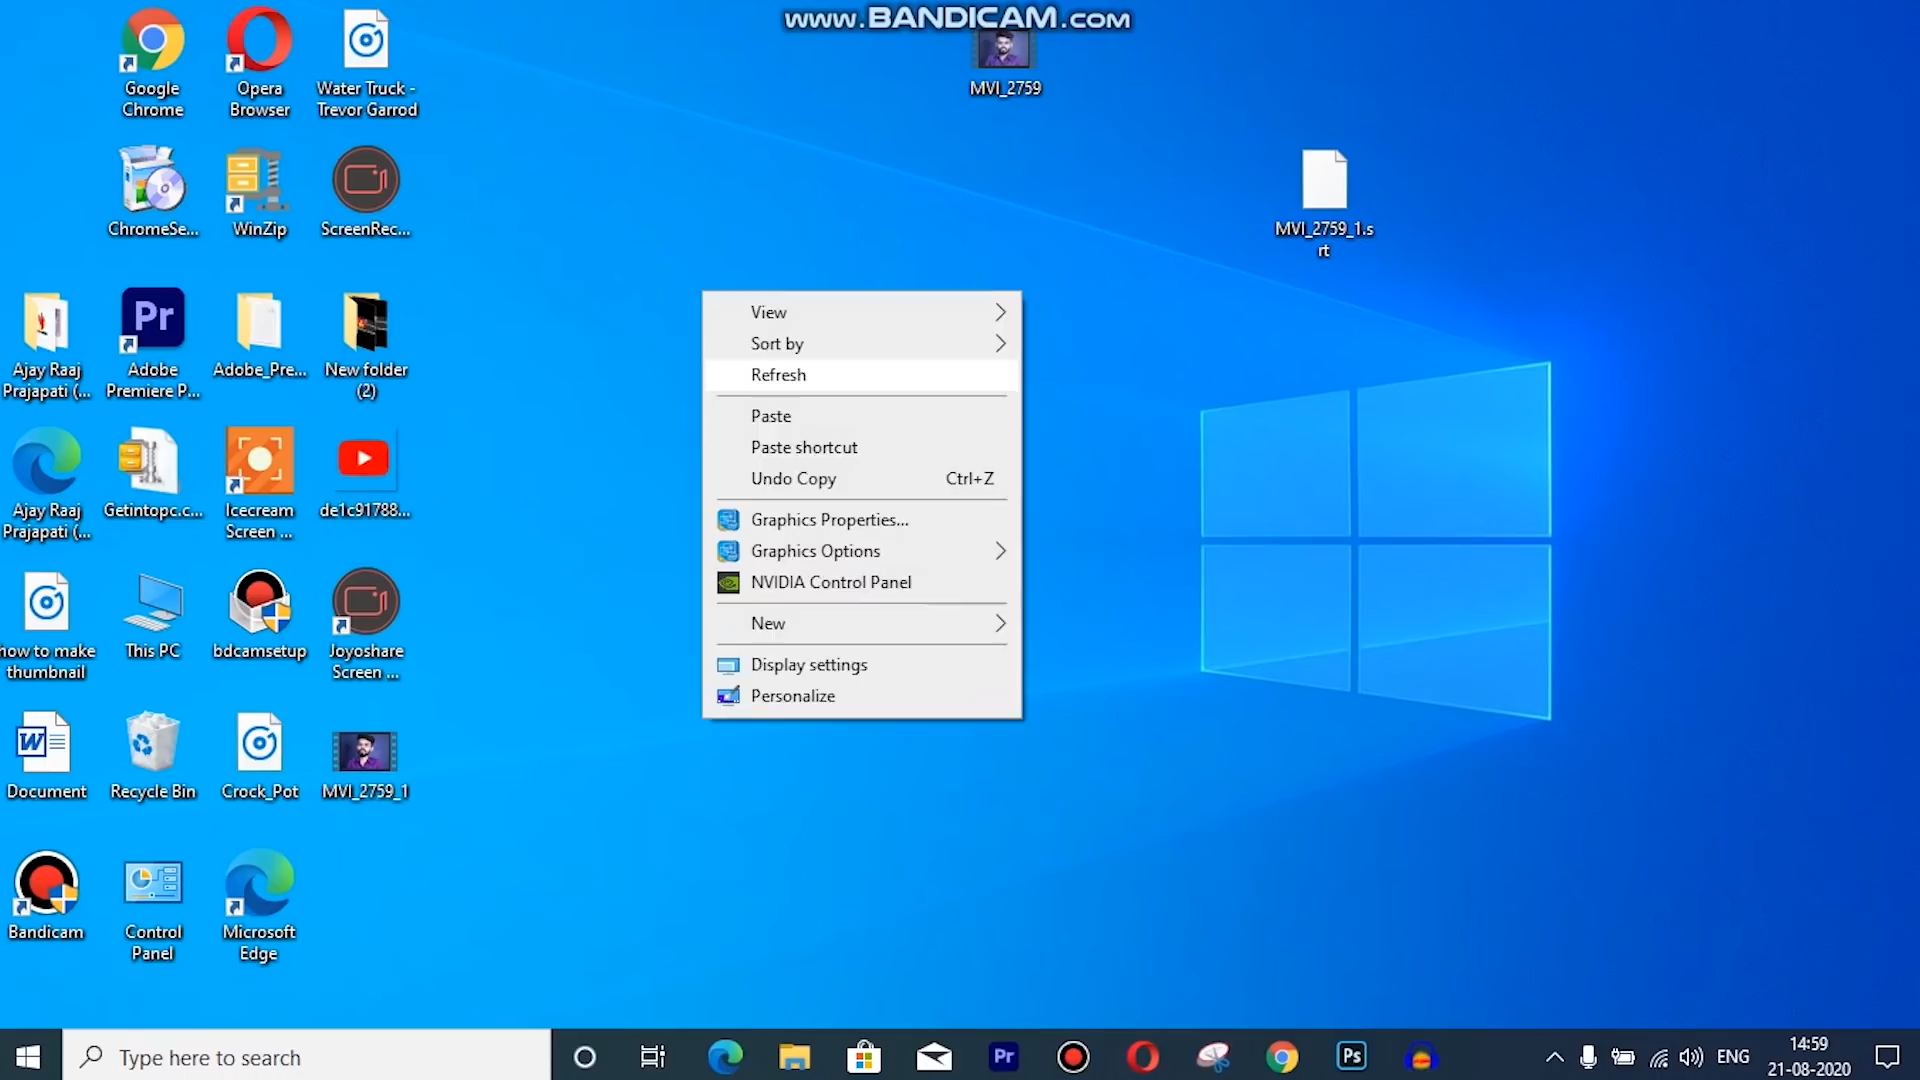 www.BANDICAM.com
Google
Chrome
Opera
Browser
Water Truck -
Trevor Garrod
MVI_2759
ChromeSe...
WinZip
ScreenRec...
MVI_2759_1.s
rt
Ajay Raaj
Prajapati (...
Pr
Adobe
Premiere P...
Adobe_Pre...
New folder
(2)
Ajay Raaj
Prajapati (...
Getintopc.c...
Icecream
Screen ...
de1c91788...
how to make
thumbnail
This PC
bdcamsetup
Joyoshare
Screen ...
W
Document
Recycle Bin
Crock_Pot
MVI_2759_1
Bandicam
Control
Panel
Microsoft
Edge
View
Sort by
Refresh
Paste
Paste shortcut
Undo Copy Ctrl+Z
Graphics Properties...
Graphics Options
NVIDIA Control Panel
New
Display settings
Personalize
Type here to search
Pr
Ps
ENG
14:59
21-08-2020